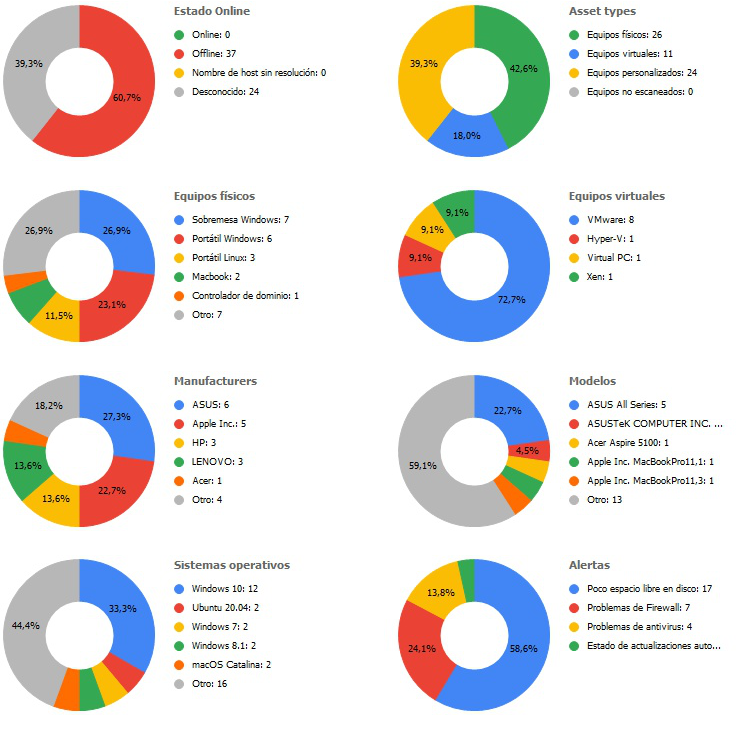 Estado Online
Online: 0
Offline: 37
Nombre de host sin resolución: 0
Desconocido: 24
39,3%
60,7%
Asset types
Equipos físicos: 26
Equipos virtuales: 11
Equipos personalizados: 24
Equipos no escaneados: 0
39,3%
42,6%
18,0%
Equipos físicos
Sobremesa Windows: 7
Portátil Windows: 6
Portátil Linux: 3
Macbook: 2
Controlador de dominio: 1
Otro: 7
26,9%
26,9%
23,1%
11,5%
Equipos virtuales
VMware: 8
Hyper-V: 1
Virtual PC: 1
Xen: 1
9,1%
9,1%
9,1%
72,7%
Manufacturers
ASUS: 6
Apple Inc.: 5
HP: 3
LENOVO: 3
Acer: 1
Otro: 4
18,2%
27,3%
13,6%
13,6%
22,7%
Modelos
ASUS All Series: 5
ASUSTeK COMPUTER INC. ...
Acer Aspire 5100: 1
Apple Inc. MacBookPro11,1: 1
Apple Inc. MacBookPro11,3: 1
Otro: 13
22,7%
4,5%
59,1%
Sistemas operativos
Windows 10: 12
Ubuntu 20.04: 2
Windows 7: 2
Windows 8.1: 2
macOS Catalina: 2
Otro: 16
33,3%
44,4%
Alertas
Poco espacio libre en disco: 17
Problemas de Firewall: 7
Problemas de antivirus: 4
Estado de actualizaciones auto...
13,8%
24,1%
58,6%